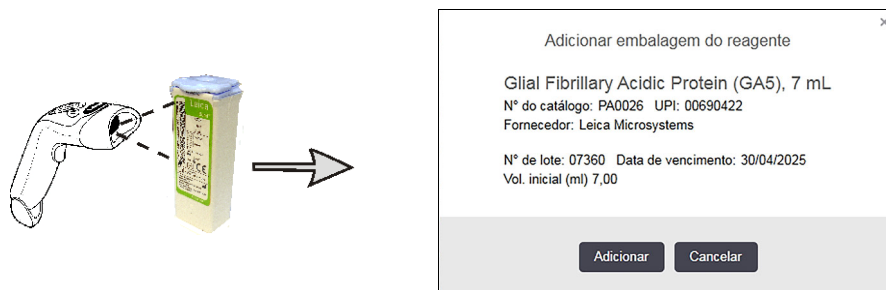 Leica
Adicionar embalagem do reagente
Glial Fibrillary Acidic Protein (GA5), 7 mL
N° do catálogo: PA0026 UPI: 00690422
Fornecedor: Leica Microsystems
N° de lote: 07360 Data de vencimento: 30/04/2025
Vol. inicial (ml) 7,00
Adicionar Cancelar